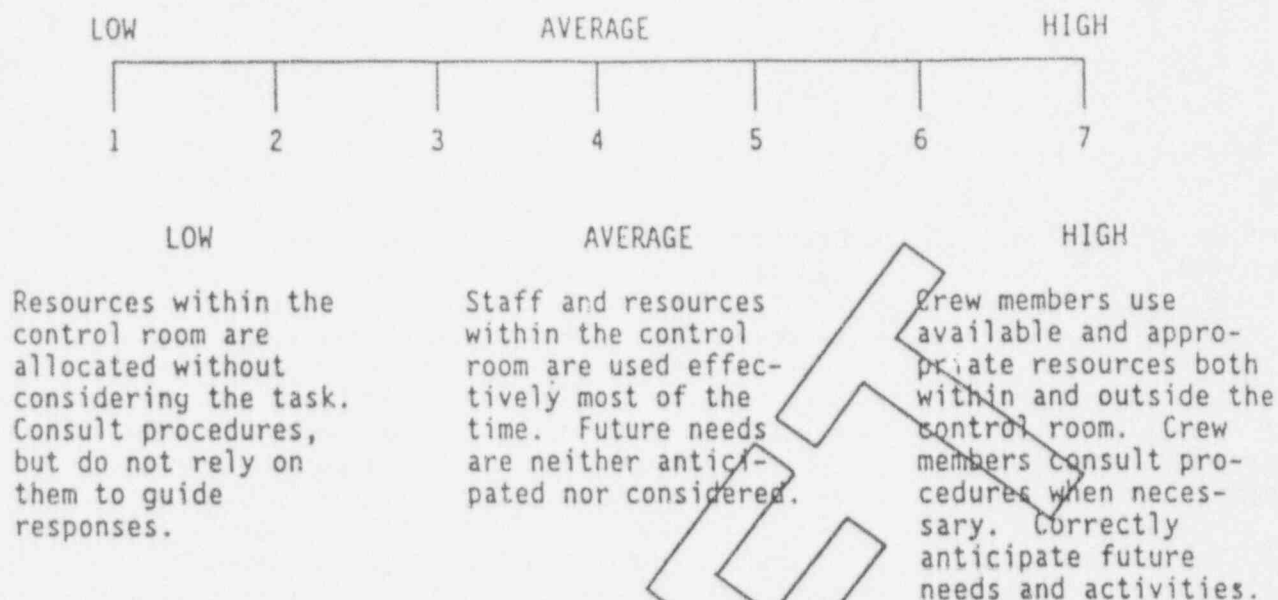 LOW AVERAGE HIGH
1 2 3 4 5 6 7
LOW
Resources within the
control room are
allocated without
considering the task.
Consult procedures,
but do not rely on
them to guide
responses.
AVERAGE
Staff and resources
within the control
room are used effec-
tively most of the
time. Future needs
are neither antici-
pated nor considered.
HIGH
Crew members use
available and appro-
priate resources both
within and outside the
control room. Crew
members consult pro-
cedures when neces-
sary. Correctly
anticipate future
needs and activities.